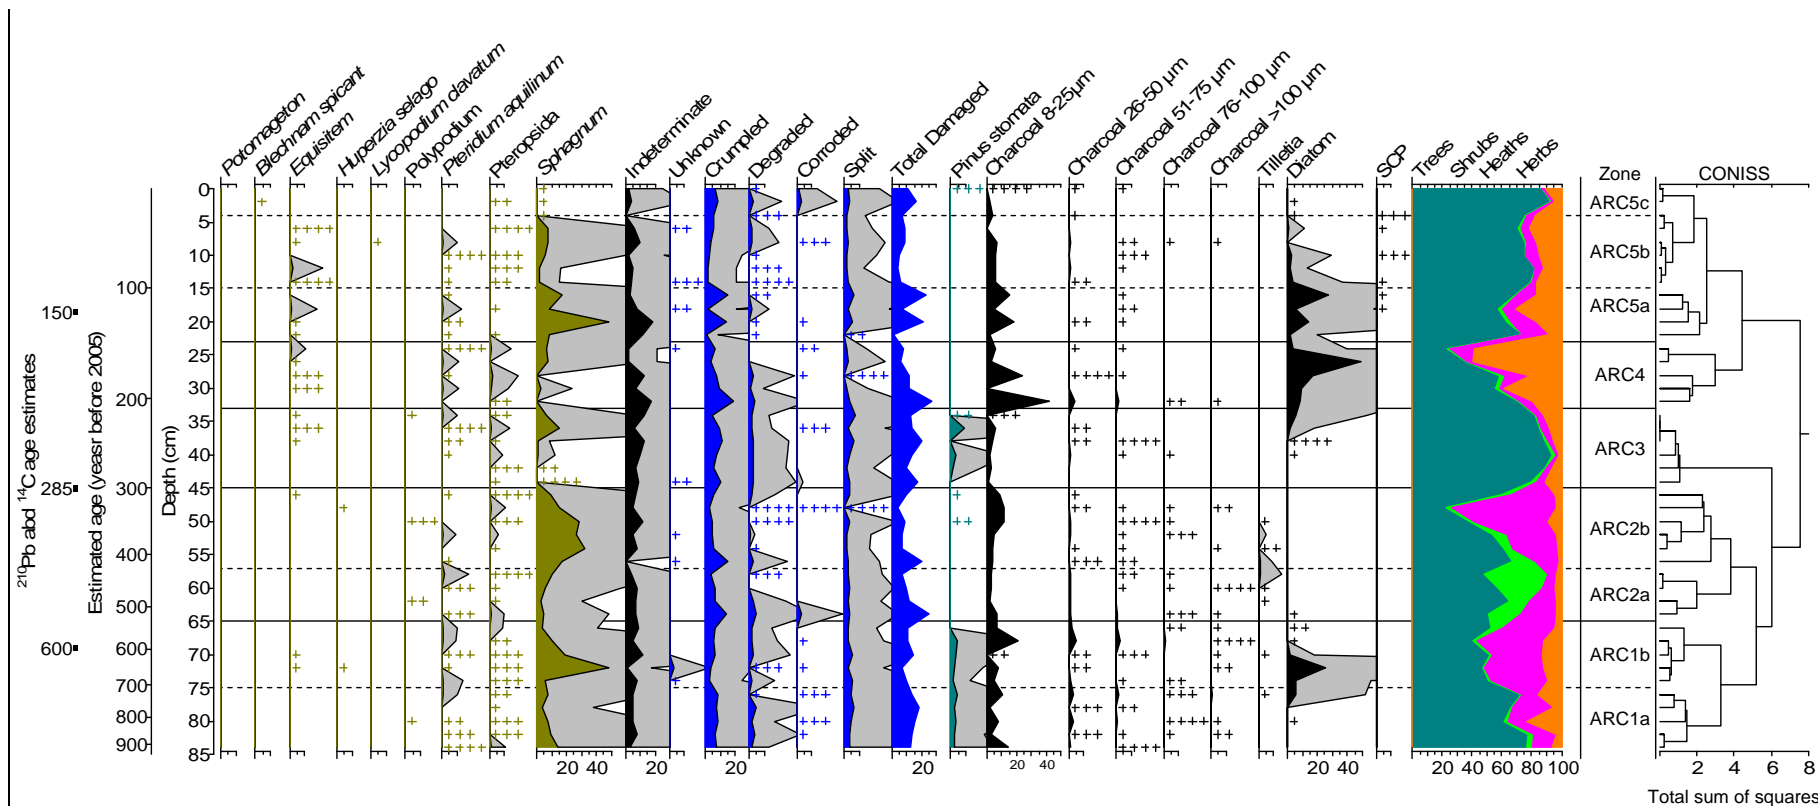 Potomageton
Blechnam spicant
Equisitem
Huperzia selago
Lycopodium clavatum
Polypodium
Pteridium aquilinum
Pteropsida
Sphagnum
Indeterminate
Unknown
Crumpled
Degraded
Corroded
Split
Total Damaged
Pinus stomata
Charcoal 8-25µm
Charcoal 26-50 µm
Charcoal 51-75 µm
Charcoal 76-100 µm
Charcoal >100 µm
Tilletia
Diatom
SCP
Trees
Shrubs
Heaths
Herbs
Zone
CONISS
210Pb abd 14C age estimates
150
285
600
Estimated age (yeasr before 2005)
100
200
300
400
500
600
700
800
900
Depth (cm)
0
5
10
15
20
25
30
35
40
45
50
55
60
65
70
75
80
85
ARC5c
ARC5b
ARC5a
ARC4
ARC3
ARC2b
ARC2a
ARC1b
ARC1a
20 40
20
20
20
20 40
20 40
20 40 60 80 100
2 4 6 8
Total sum of squares